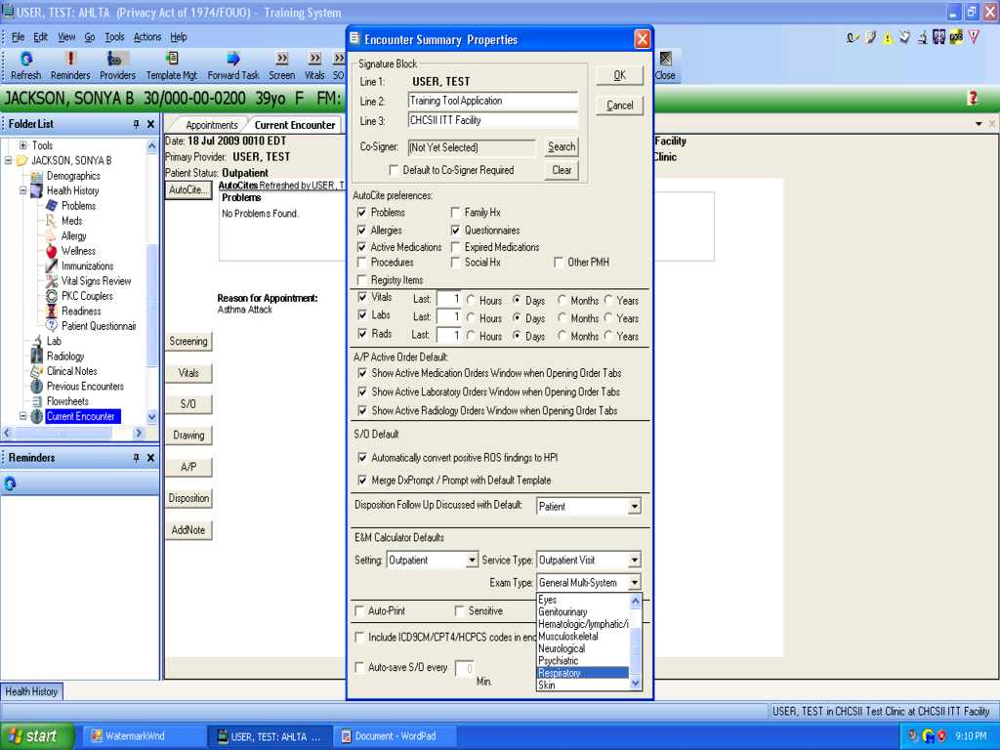 USER, TEST: AHLTA (Privacy Act of 1974/FOUO) - Training System
File Edit View Go Tools Actions Help
Refresh Reminders Providers Template Mgt Forward Task Screen Vitals SO Close
JACKSON, SONYA B 30/000-00-0200 39yo F FM:
Folder List
Tools
JACKSON, SONYA B
Demographics
Health History
Problems
Meds
Allergy
Wellness
Immunizations
Vital Signs Review
PKC Couplers
Readiness
Patient Questionnair
Lab
Radiology
Clinical Notes
Previous Encounters
Flowsheets
Current Encounter
Reminders
Health History
Appointments Current Encounter
Date: 18 Jul 2009 0010 EDT Facility
Primary Provider: USER, TEST Clinic
Patient Status: Outpatient
AutoCite... AutoCites Refreshed by USER, T
Problems
No Problems Found.
Reason for Appointment:
Asthma Attack
Screening
Vitals
S/O
Drawing
A/P
Disposition
AddNote
Encounter Summary Properties
Signature Block
Line 1: USER, TEST
Line 2: Training Tool Application
Line 3: CHCSII ITT Facility
Co-Signer: (Not Yet Selected) Search
Default to Co-Signer Required Clear
OK
Cancel
AutoCite preferences:
Problems Family Hx
Allergies Questionnaires
Active Medications Expired Medications
Procedures Social Hx Other PMH
Registry Items
Vitals Last: 1 Hours Days Months Years
Labs Last: 1 Hours Days Months Years
Rads Last: 1 Hours Days Months Years
A/P Active Order Default:
Show Active Medication Orders Window when Opening Order Tabs
Show Active Laboratory Orders Window when Opening Order Tabs
Show Active Radiology Orders Window when Opening Order Tabs
S/O Default
Automatically convert positive ROS findings to HPI
Merge DxPrompt / Prompt with Default Template
Disposition Follow Up Discussed with Default: Patient
E&M Calculator Defaults
Setting: Outpatient Service Type: Outpatient Visit
Exam Type: General Multi-System
Eyes
Genitourinary
Hematologic/lymphatic/i
Musculoskeletal
Neurological
Psychiatric
Respiratory
Skin
Auto-Print Sensitive
Include ICD9CM/CPT4/HCPCS codes in enc
Auto-save S/O every 0
Min.
USER, TEST in CHCSII Test Clinic at CHCSII ITT Facility
start WatermarkWnd USER, TEST: AHLTA ... Document - WordPad 9:10 PM